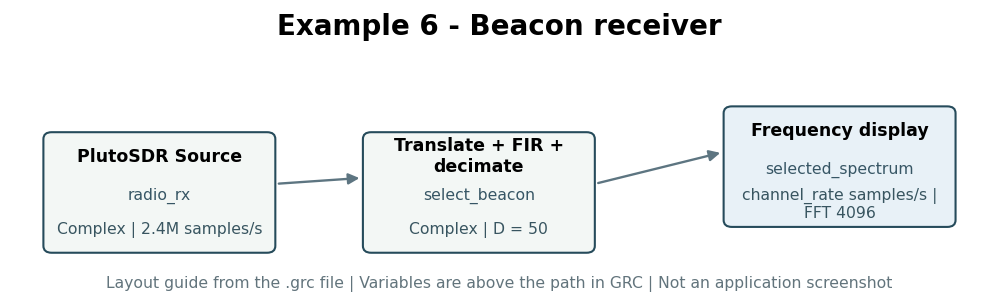 Example 6 - Beacon receiver
PlutoSDR Source
radio_rx
Complex | 2.4M samples/s
Translate + FIR +
decimate
select_beacon
Complex | D = 50
Frequency display
selected_spectrum
channel_rate samples/s |
FFT 4096
Layout guide from the .grc file | Variables are above the path in GRC | Not an application screenshot